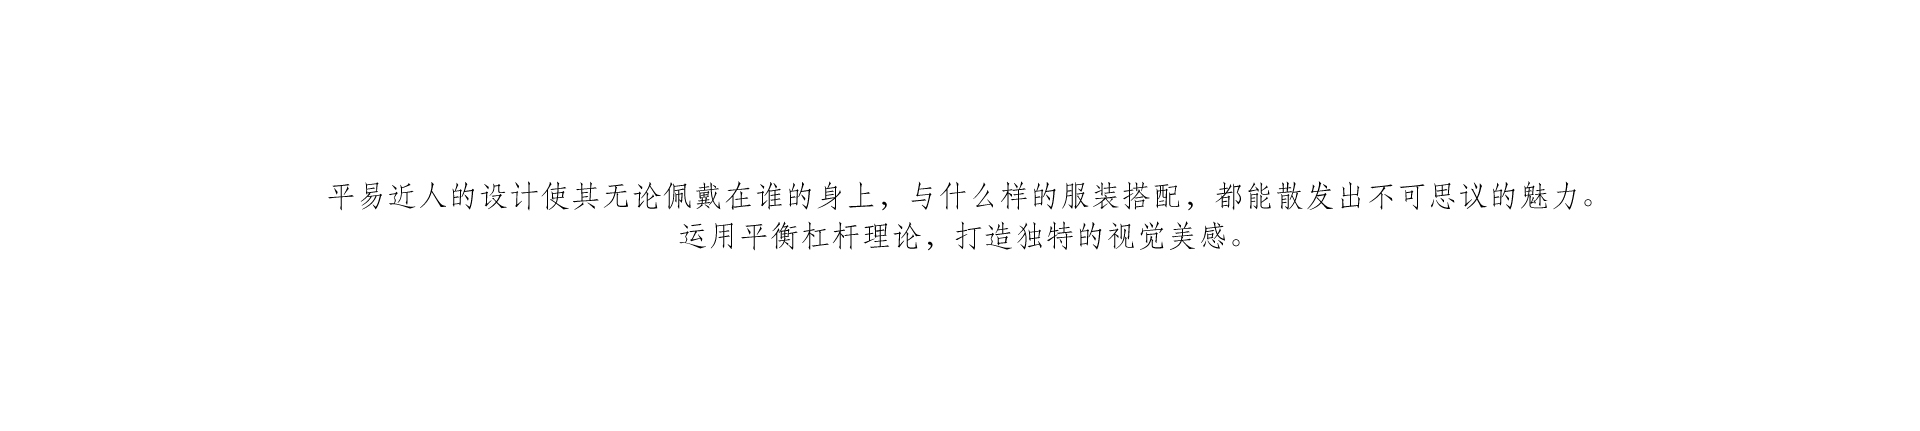 平易近人的设计使其无论佩戴在谁的身上，与什么样的服装搭配，都能散发出不可思议的魅力。
运用平衡杠杆理论，打造独特的视觉美感。